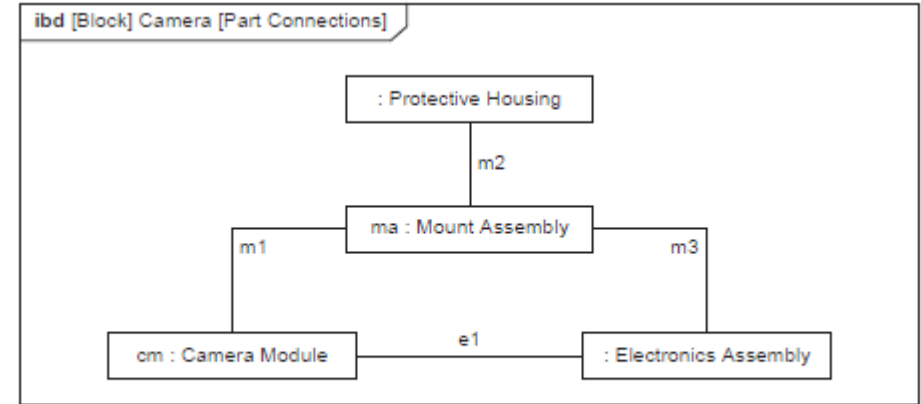 ibd [Block] Camera [Part Connections]
: Protective Housing
m2
ma : Mount Assembly
m1
m3
e1
cm : Camera Module
: Electronics Assembly